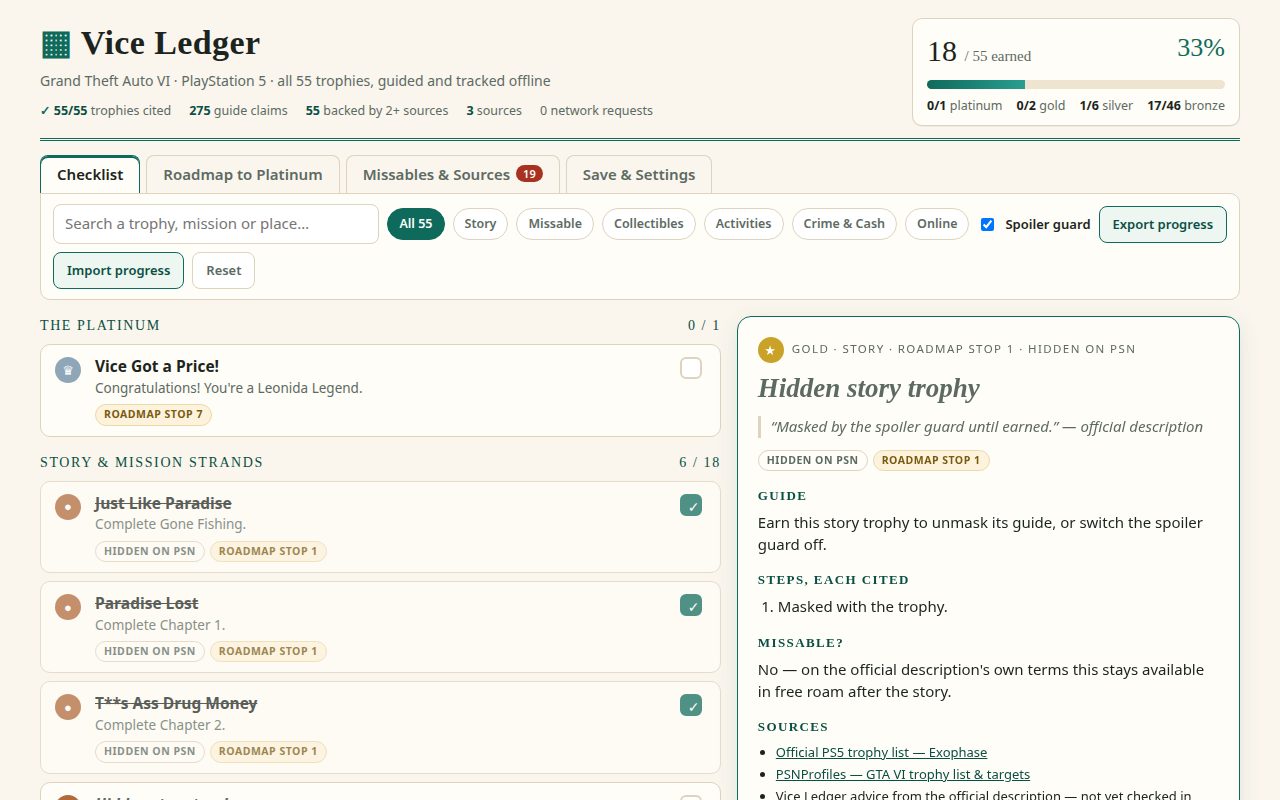 Vice Ledger
Grand Theft Auto VI · PlayStation 5 · all 55 trophies, guided and tracked offline
✓ 55/55 trophies cited 275 guide claims 55 backed by 2+ sources 3 sources 0 network requests
18 / 55 earned 33%
0/1 platinum 0/2 gold 1/6 silver 17/46 bronze
Checklist Roadmap to Platinum Missables & Sources 19 Save & Settings
Search a trophy, mission or place... All 55 Story Missable Collectibles Activities Crime & Cash Online Spoiler guard Export progress
Import progress Reset
THE PLATINUM 0 / 1
Vice Got a Price!
Congratulations! You're a Leonida Legend.
ROADMAP STOP 7
STORY & MISSION STRANDS 6 / 18
Just Like Paradise
Complete Gone Fishing.
HIDDEN ON PSN ROADMAP STOP 1
Paradise Lost
Complete Chapter 1.
HIDDEN ON PSN ROADMAP STOP 1
T**s Ass Drug Money
Complete Chapter 2.
HIDDEN ON PSN ROADMAP STOP 1
GOLD · STORY · ROADMAP STOP 1 · HIDDEN ON PSN
Hidden story trophy
“Masked by the spoiler guard until earned.” — official description
HIDDEN ON PSN ROADMAP STOP 1
GUIDE
Earn this story trophy to unmask its guide, or switch the spoiler
guard off.
STEPS, EACH CITED
1. Masked with the trophy.
MISSABLE?
No — on the official description's own terms this stays available
in free roam after the story.
SOURCES
Official PS5 trophy list — Exophase
PSNProfiles — GTA VI trophy list & targets
Vice Ledger advice from the official description — not yet checked in